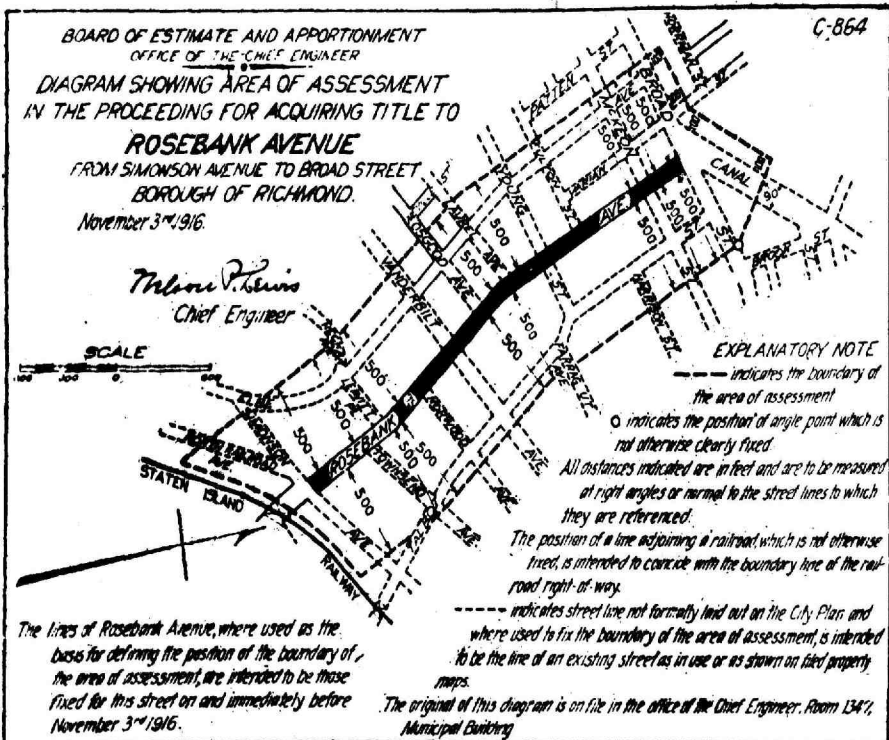 C-864
BOARD OF ESTIMATE AND APPORTIONMENT
OFFICE OF THE CHIEF ENGINEER
DIAGRAM SHOWING AREA OF ASSESSMENT
IN THE PROCEEDING FOR ACQUIRING TITLE TO
ROSEBANK AVENUE
FROM SIMONSON AVENUE TO BROAD STREET
BOROUGH OF RICHMOND.
November 3rd 1916.
Nelson P. Lewis
Chief Engineer
SCALE
PATTEN ST
BROAD ST
CANAL
YOUNG ST
OSGOOD AVE
VANDERBILT AVE
ROSEBANK AVE.
500
500
500
500
500
500
500
500
90°
STATEN ISLAND RAILWAY
EXPLANATORY NOTE
indicates the boundary of
the area of assessment
indicates the position of angle point which is
not otherwise clearly fixed.
All distances indicated are in feet and are to be measured
at right angles or normal to the street lines to which
they are referenced.
The position of a line adjoining a railroad, which is not otherwise
fixed, is intended to coincide with the boundary line of the rail-
road right-of-way.
indicates street line not formally laid out on the City Plan and
where used to fix the boundary of the area of assessment, is intended
to be the line of an existing street as in use or as shown on filed property
maps.
The original of this diagram is on file in the office of the Chief Engineer. Room 1347,
Municipal Building
The lines of Rosebank Avenue, where used as the
basis for defining the position of the boundary of
the area of assessment, are intended to be those
fixed for this street on and immediately before
November 3rd 1916.